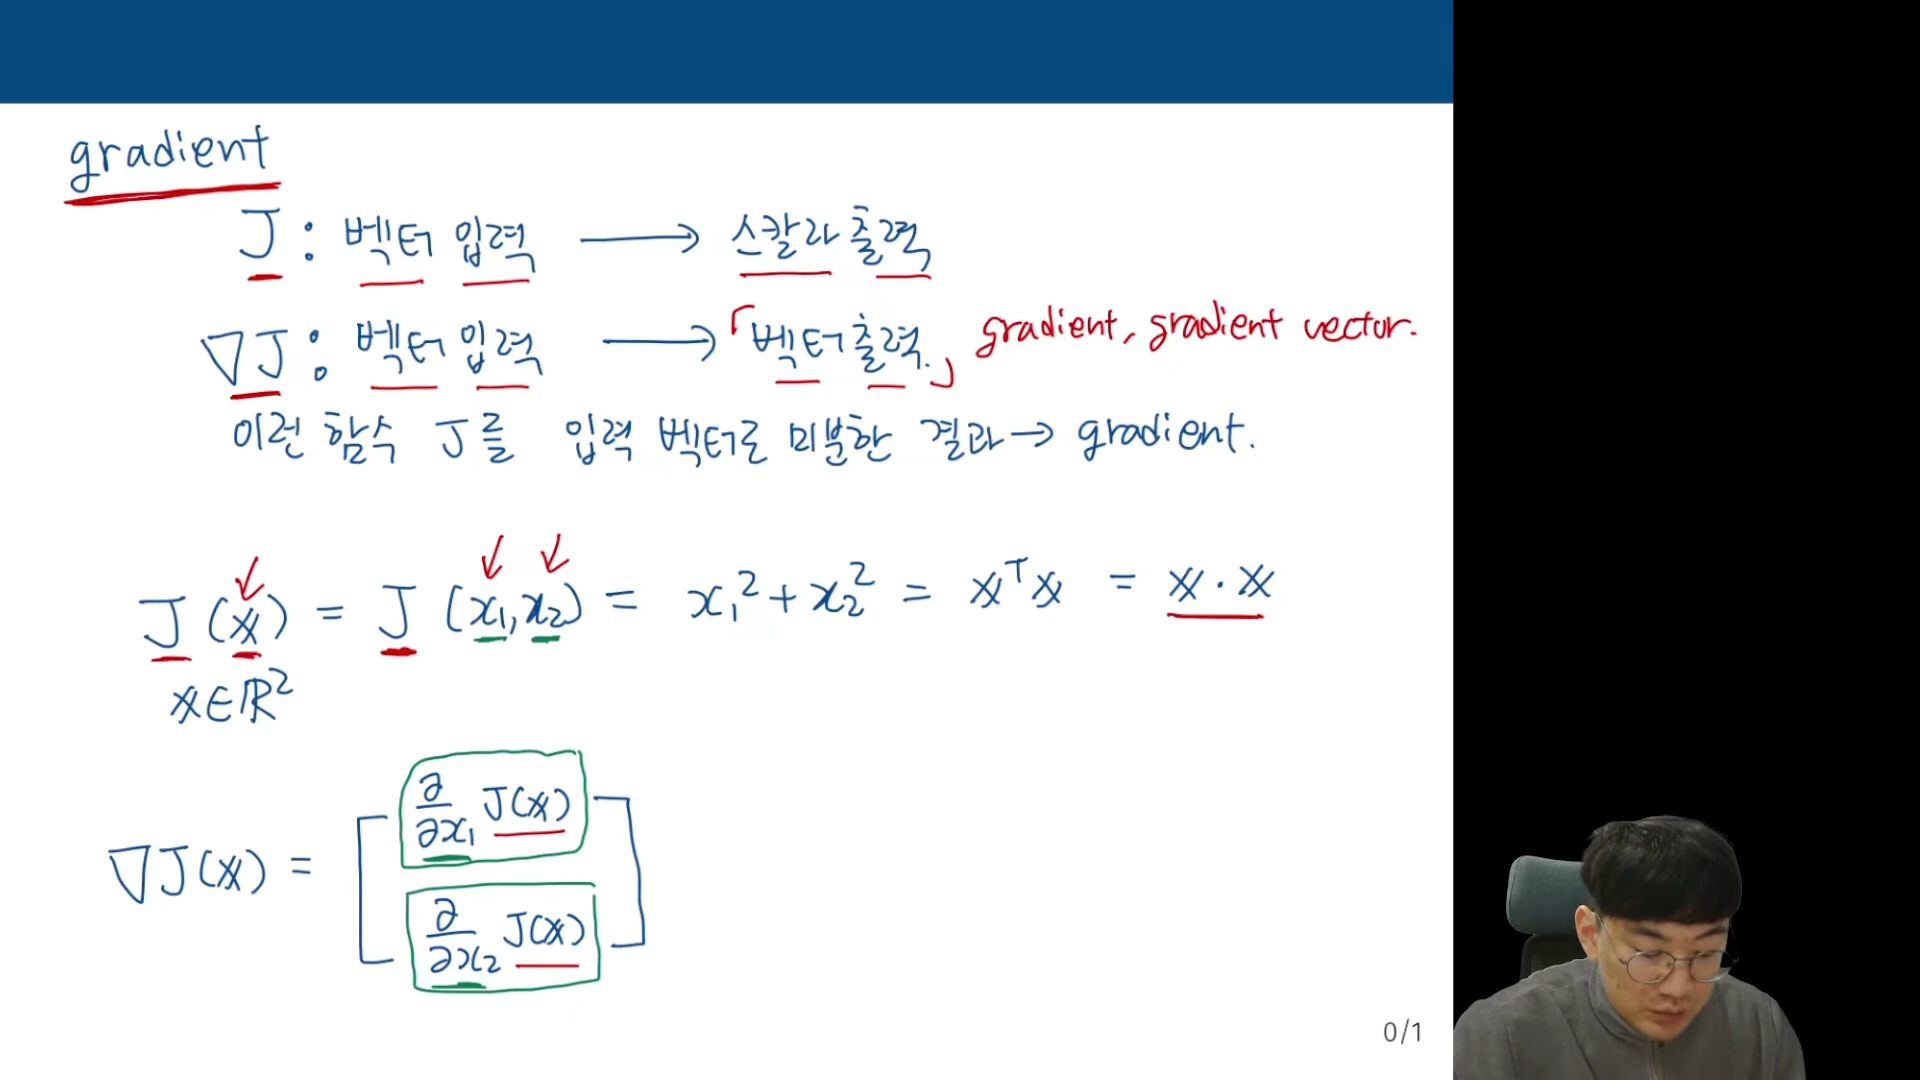 gradient
J : 벡터 입력 → 스칼라 출력
∇J : 벡터 입력 → 「벡터 출력.」 gradient, gradient vector.
이런 함수 J를 입력 벡터로 미분한 결과 → gradient.
J(𝕩) = J(x₁, x₂) = x₁² + x₂² = 𝕩ᵀ𝕩 = 𝕩·𝕩
𝕩∈ℝ²
∇J(𝕩) = [ ∂/∂x₁ J(𝕩)
∂/∂x₂ J(𝕩) ]
0/1